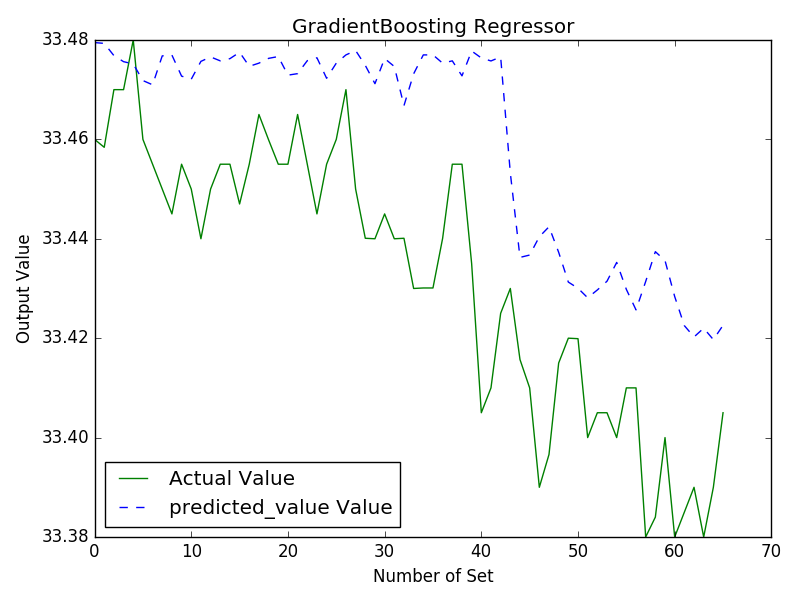 GradientBoosting Regressor
33.48
33.46
33.44
33.42
33.40
33.38
Output Value
Actual Value
predicted_value Value
0 10 20 30 40 50 60 70
Number of Set